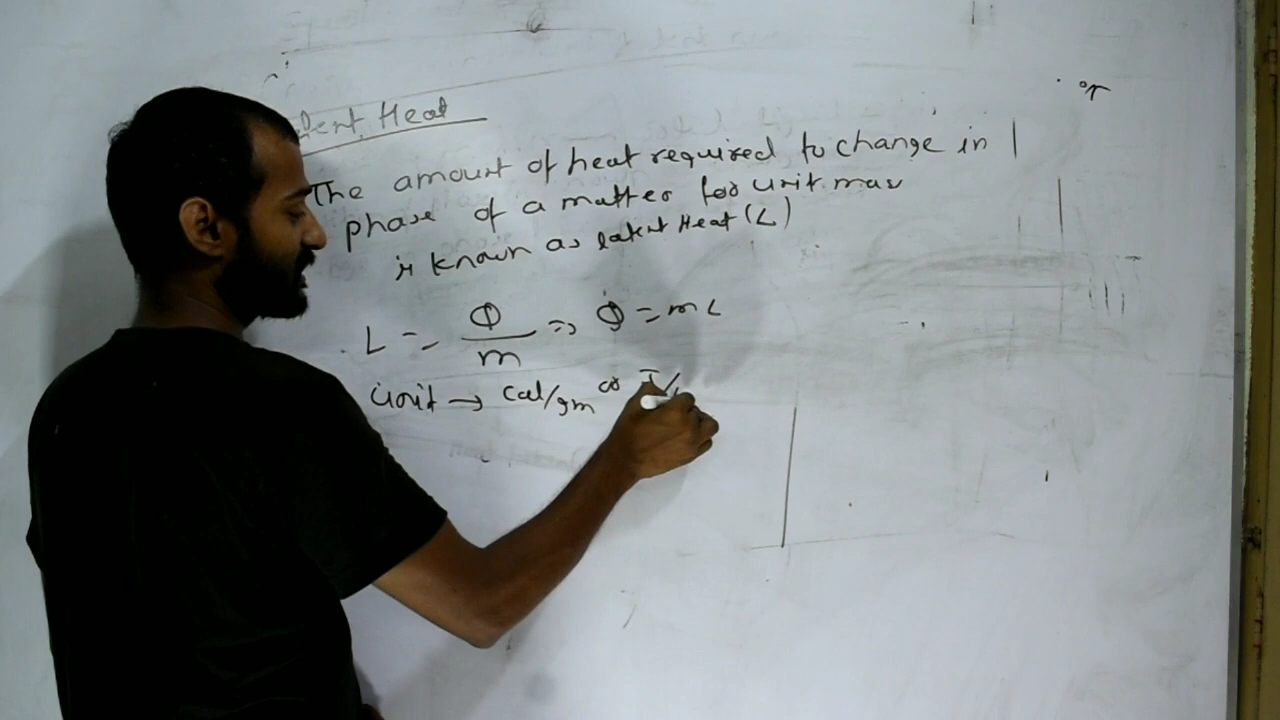 tent Heat
The amount of heat required to change in
phase of a matter for unit mass
is known as latent Heat (L)
L = Q/m => Q = mL
Unit → Cal/gm or J/